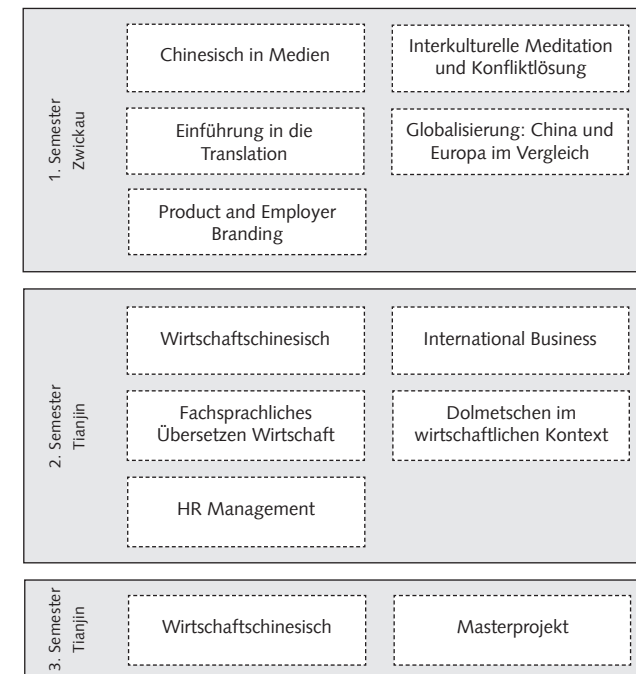 1. Semester
Zwickau
Chinesisch in Medien
Interkulturelle Meditation
und Konfliktlösung
Einführung in die
Translation
Globalisierung: China und
Europa im Vergleich
Product and Employer
Branding
2. Semester
Tianjin
Wirtschaftschinesisch
International Business
Fachsprachliches
Übersetzen Wirtschaft
Dolmetschen im
wirtschaftlichen Kontext
HR Management
3. Semester
Tianjin
Wirtschaftschinesisch
Masterprojekt